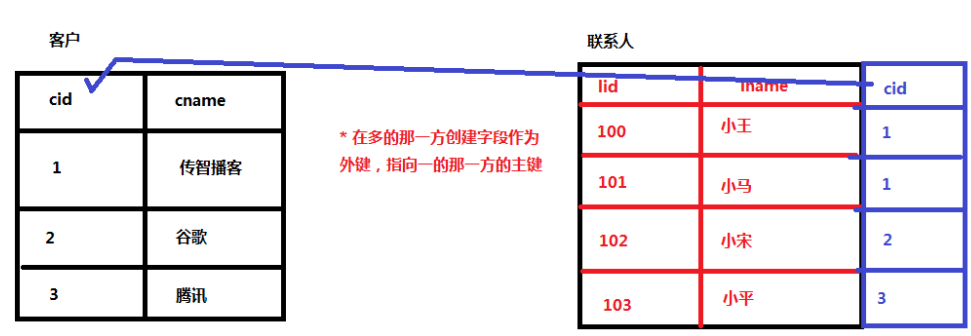 客户
联系人
cid cname
lid lname cid
1 传智播客
2 谷歌
3 腾讯
* 在多的那一方创建字段作为
外键，指向一的那一方的主键
100 小王 1
101 小马 1
102 小宋 2
103 小平 3